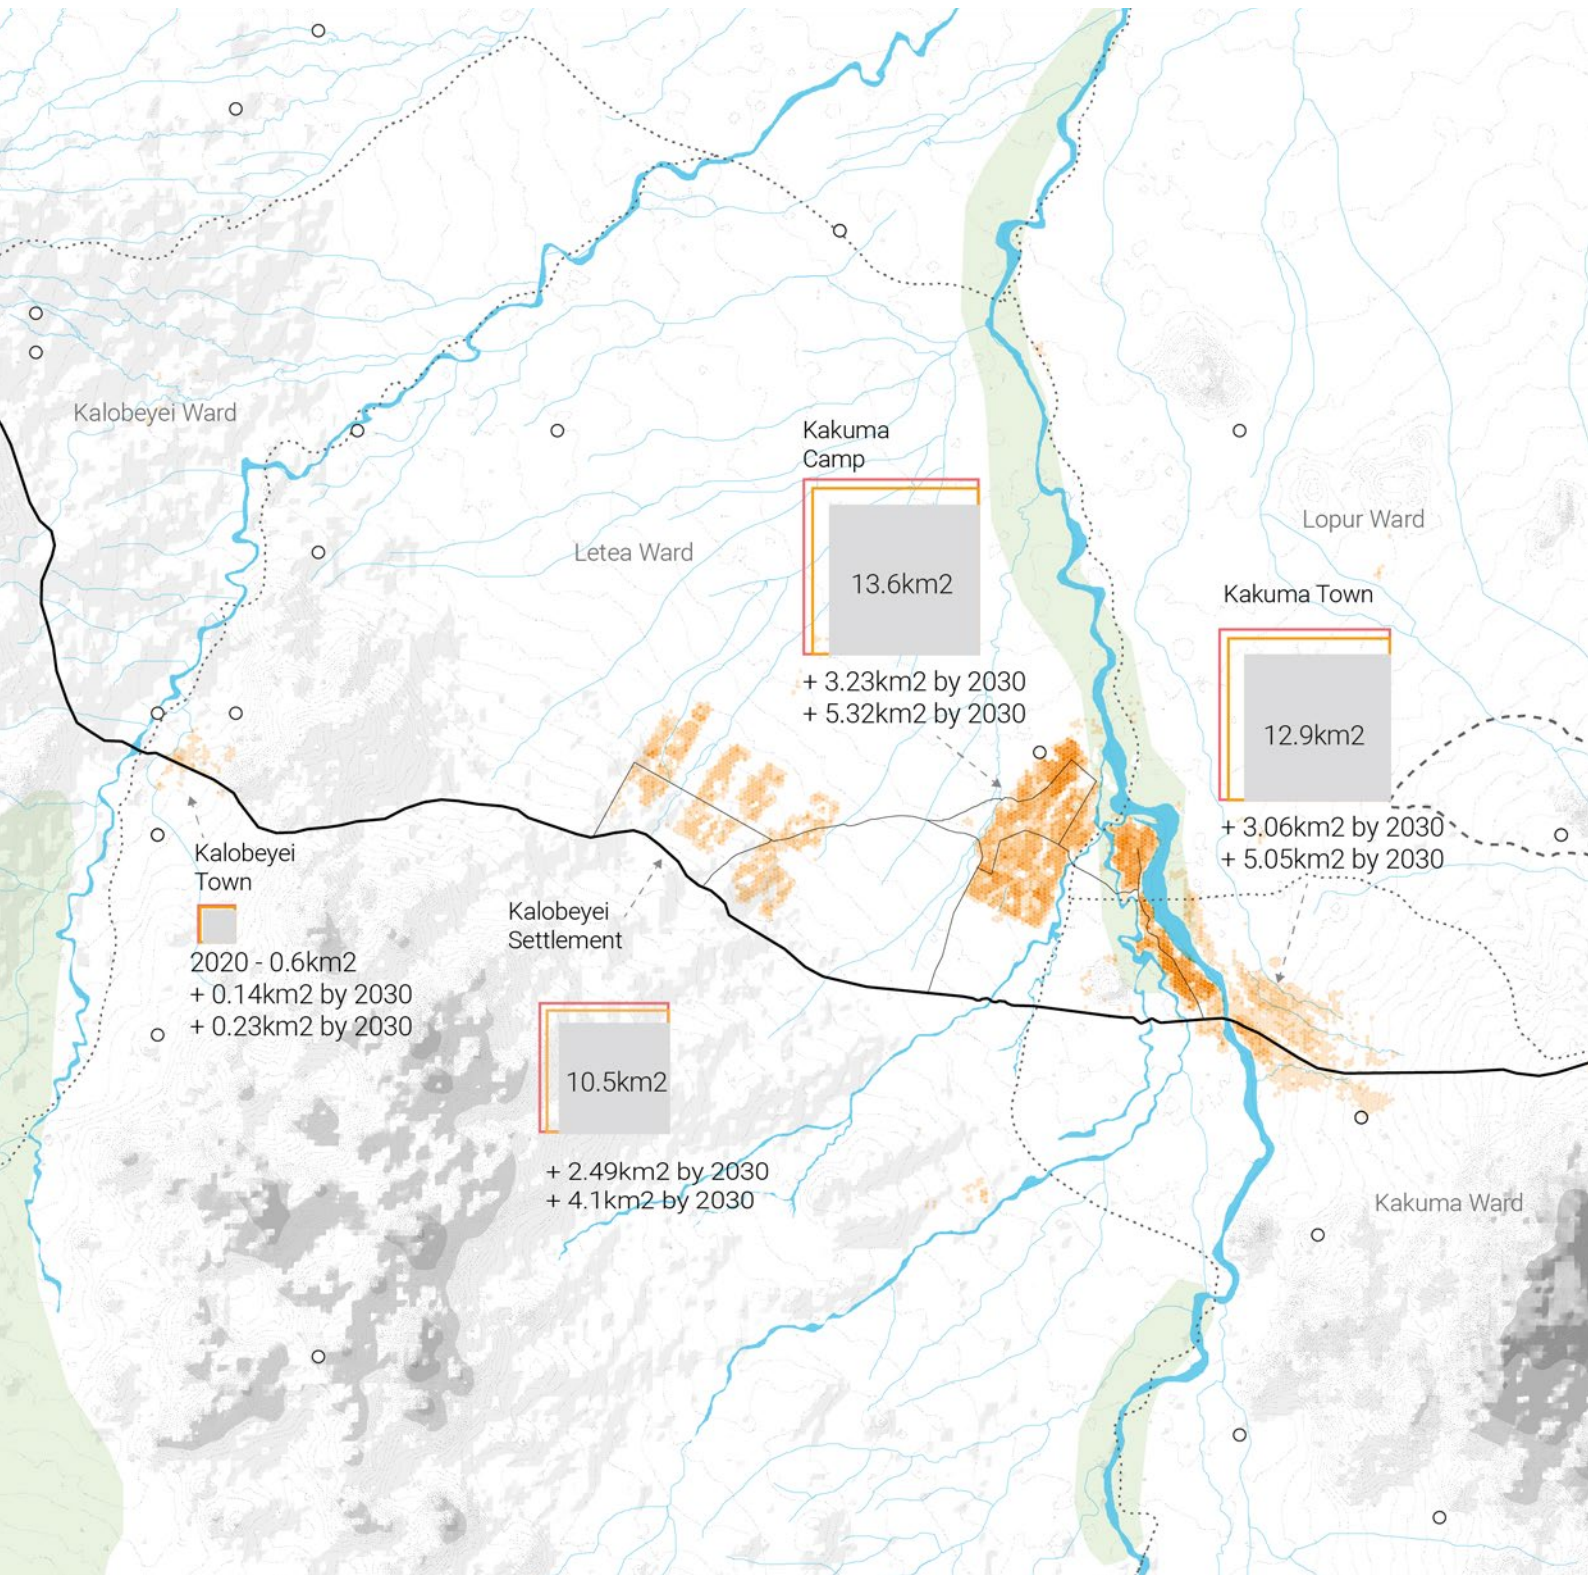 Kalobeyei Ward
Kakuma
Camp
Letea Ward
Lopur Ward
13.6km2
Kakuma Town
+ 3.23km2 by 2030
+ 5.32km2 by 2030
12.9km2
+ 3.06km2 by 2030
+ 5.05km2 by 2030
Kalobeyei
Town
Kalobeyei
Settlement
2020 - 0.6km2
+ 0.14km2 by 2030
+ 0.23km2 by 2030
10.5km2
+ 2.49km2 by 2030
+ 4.1km2 by 2030
Kakuma Ward